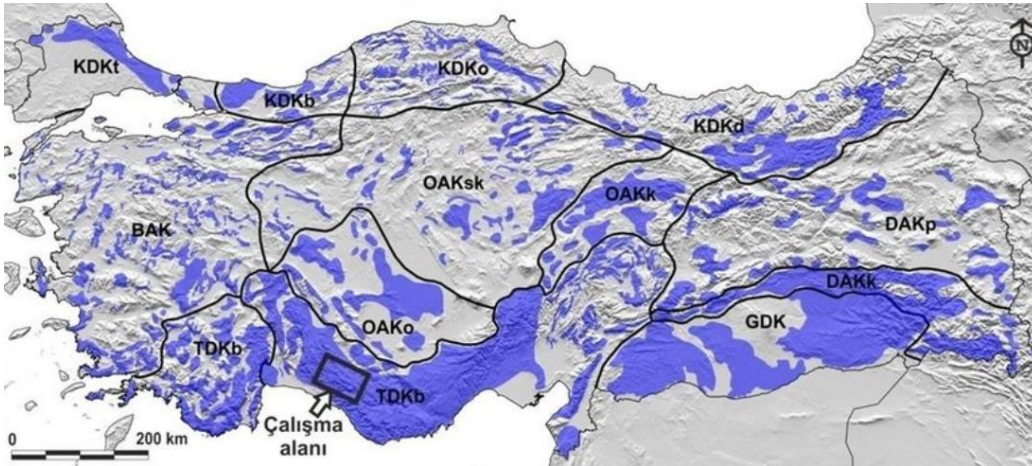 N
KDKt
KDKb
KDKo
KDKd
OAKsk
OAKk
BAK
DAKp
DAKk
GDK
OAKo
TDKb
TDKb
Çalışma
alanı
0 200 km